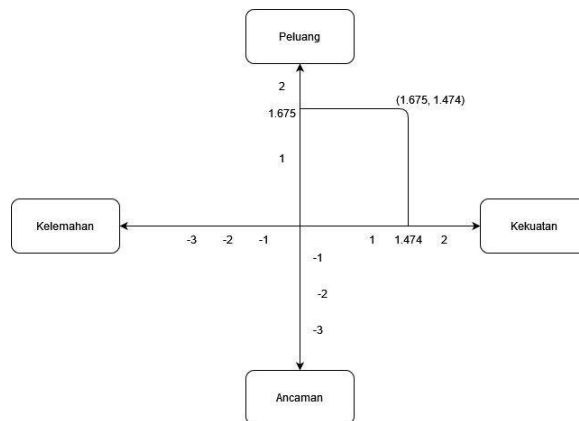 Peluang
2
(1.675, 1.474)
1.675
1
Kelemahan
Kekuatan
-3 -2 -1 1 1.474 2
-1
-2
-3
Ancaman